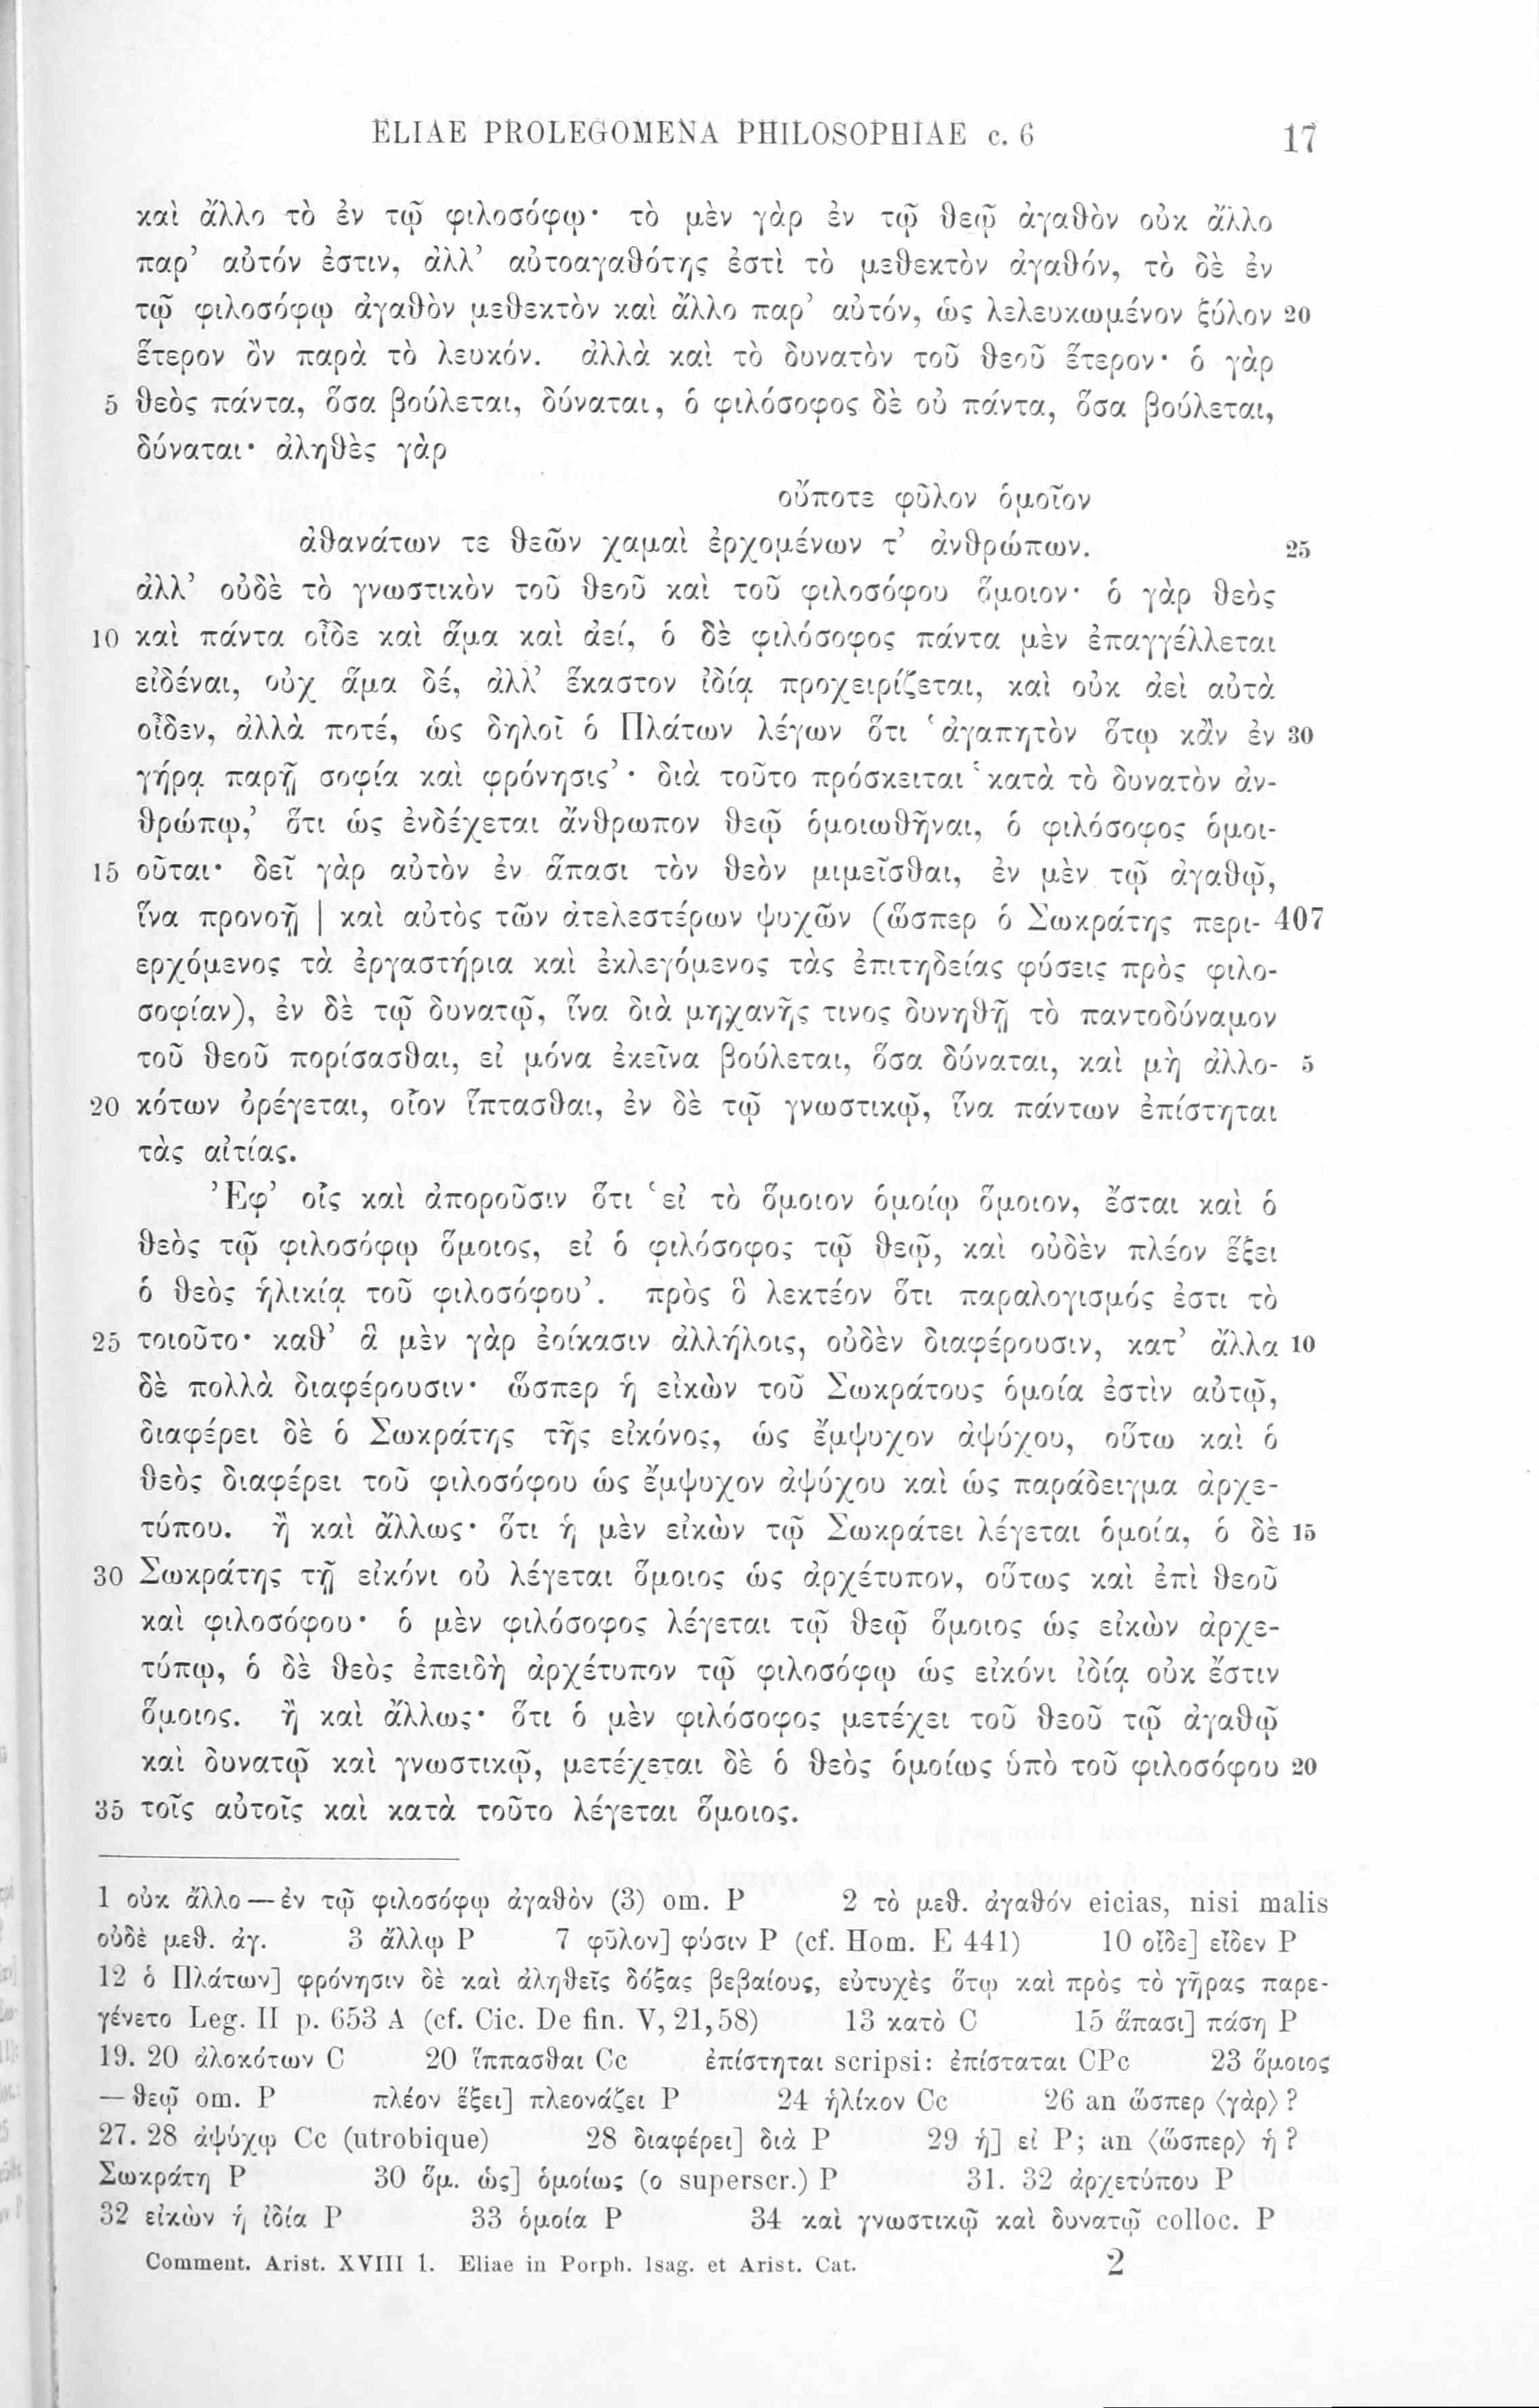 ELIAE PROLEGOMENA PHILOSOPHIAE c. 6 17
καὶ ἄλλο τὸ ἐν τῷ φιλοσόφῳ· τὸ μὲν γὰρ ἐν τῷ θεῷ ἀγαθὸν οὐκ ἄλλο
παρ’ αὐτόν ἐστιν, ἀλλ’ αὐτοαγαθότης ἐστὶ τὸ μεθεκτὸν ἀγαθόν, τὸ δὲ ἐν
τῷ φιλοσόφῳ ἀγαθὸν μεθεκτὸν καὶ ἄλλο παρ’ αὐτόν, ὡς λελευκωμένον ξύλον 20
ἕτερον ὂν παρὰ τὸ λευκόν. ἀλλὰ καὶ τὸ δυνατὸν τοῦ θεοῦ ἕτερον· ὁ γὰρ
5 θεὸς πάντα, ὅσα βούλεται, δύναται, ὁ φιλόσοφος δὲ οὐ πάντα, ὅσα βούλεται,
δύναται· ἀληθὲς γὰρ
οὔποτε φῦλον ὁμοῖον
ἀθανάτων τε θεῶν χαμαὶ ἐρχομένων τ’ ἀνθρώπων. 25
ἀλλ’ οὐδὲ τὸ γνωστικὸν τοῦ θεοῦ καὶ τοῦ φιλοσόφου ὅμοιον· ὁ γὰρ θεὸς
10 καὶ πάντα οἶδε καὶ ἅμα καὶ ἀεί, ὁ δὲ φιλόσοφος πάντα μὲν ἐπαγγέλλεται
εἰδέναι, οὐχ ἅμα δέ, ἀλλ’ ἕκαστον ἰδίᾳ προχειρίζεται, καὶ οὐκ ἀεὶ αὐτὰ
οἶδεν, ἀλλὰ ποτέ, ὡς δηλοῖ ὁ Πλάτων λέγων ὅτι ‘ἀγαπητὸν ὅτῳ κἂν ἐν 30
γήρᾳ παρῇ σοφία καὶ φρόνησις’· διὰ τοῦτο πρόσκειται ‘κατὰ τὸ δυνατὸν ἀν-
θρώπῳ,’ ὅτι ὡς ἐνδέχεται ἄνθρωπον θεῷ ὁμοιωθῆναι, ὁ φιλόσοφος ὁμοι-
15 οῦται· δεῖ γὰρ αὐτὸν ἐν ἅπασι τὸν θεὸν μιμεῖσθαι, ἐν μὲν τῷ ἀγαθῷ,
ἵνα προνοῇ | καὶ αὐτὸς τῶν ἀτελεστέρων ψυχῶν (ὥσπερ ὁ Σωκράτης περι- 407
ερχόμενος τὰ ἐργαστήρια καὶ ἐκλεγόμενος τὰς ἐπιτηδείας φύσεις πρὸς φιλο-
σοφίαν), ἐν δὲ τῷ δυνατῷ, ἵνα διὰ μηχανῆς τινος δυνηθῇ τὸ παντοδύναμον
τοῦ θεοῦ πορίσασθαι, εἰ μόνα ἐκεῖνα βούλεται, ὅσα δύναται, καὶ μὴ ἀλλο- 5
20 κότων ὀρέγεται, οἷον ἵπτασθαι, ἐν δὲ τῷ γνωστικῷ, ἵνα πάντων ἐπίστηται
τὰς αἰτίας.
Ἐφ’ οἷς καὶ ἀποροῦσιν ὅτι ‘εἰ τὸ ὅμοιον ὁμοίῳ ὅμοιον, ἔσται καὶ ὁ
θεὸς τῷ φιλοσόφῳ ὅμοιος, εἰ ὁ φιλόσοφος τῷ θεῷ, καὶ οὐδὲν πλέον ἕξει
ὁ θεὸς ἡλικίᾳ τοῦ φιλοσόφου’. πρὸς ὃ λεκτέον ὅτι παραλογισμός ἐστι τὸ
25 τοιοῦτο· καθ’ ἃ μὲν γὰρ ἐοίκασιν ἀλλήλοις, οὐδὲν διαφέρουσιν, κατ’ ἄλλα 10
δὲ πολλὰ διαφέρουσιν· ὥσπερ ἡ εἰκὼν τοῦ Σωκράτους ὁμοία ἐστὶν αὐτῷ,
διαφέρει δὲ ὁ Σωκράτης τῆς εἰκόνος, ὡς ἔμψυχον ἀψύχου, οὕτω καὶ ὁ
θεὸς διαφέρει τοῦ φιλοσόφου ὡς ἔμψυχον ἀψύχου καὶ ὡς παράδειγμα ἀρχε-
τύπου. ἢ καὶ ἄλλως· ὅτι ἡ μὲν εἰκὼν τῷ Σωκράτει λέγεται ὁμοία, ὁ δὲ 15
30 Σωκράτης τῇ εἰκόνι οὐ λέγεται ὅμοιος ὡς ἀρχέτυπον, οὕτως καὶ ἐπὶ θεοῦ
καὶ φιλοσόφου· ὁ μὲν φιλόσοφος λέγεται τῷ θεῷ ὅμοιος ὡς εἰκὼν ἀρχε-
τύπῳ, ὁ δὲ θεὸς ἐπειδὴ ἀρχέτυπον τῷ φιλοσόφῳ ὡς εἰκόνι ἰδίᾳ οὐκ ἔστιν
ὅμοιος. ἢ καὶ ἄλλως· ὅτι ὁ μὲν φιλόσοφος μετέχει τοῦ θεοῦ τῷ ἀγαθῷ
καὶ δυνατῷ καὶ γνωστικῷ, μετέχεται δὲ ὁ θεὸς ὁμοίως ὑπὸ τοῦ φιλοσόφου 20
35 τοῖς αὐτοῖς καὶ κατὰ τοῦτο λέγεται ὅμοιος.
1 οὐκ ἄλλο — ἐν τῷ φιλοσόφῳ ἀγαθὸν (3) om. P 2 τὸ μεθ. ἀγαθόν eicias, nisi malis
οὐδὲ μεθ. ἀγ. 3 ἄλλῳ P 7 φῦλον] φύσιν P (cf. Hom. E 441) 10 οἶδε] εἶδεν P
12 ὁ Πλάτων] φρόνησιν δὲ καὶ ἀληθεῖς δόξας βεβαίους, εὐτυχὲς ὅτῳ καὶ πρὸς τὸ γῆρας παρε-
γένετο Leg. II p. 653 A (cf. Cic. De fin. V, 21,58) 13 κατὸ C 15 ἅπασι] πάσῃ P
19. 20 ἀλοκότων C 20 ἵππασθαι Cc ἐπίστηται scripsi: ἐπίσταται CPc 23 ὅμοιος
— θεῷ om. P πλέον ἕξει] πλεονάζει P 24 ἡλίκον Cc 26 an ὥσπερ ⟨γὰρ⟩?
27. 28 ἀψύχῳ Cc (utrobique) 28 διαφέρει] διὰ P 29 ἡ] εἰ P; an ⟨ὥσπερ⟩ ἡ?
Σωκράτη P 30 ὅμ. ὡς] ὁμοίως (ο superscr.) P 31. 32 ἀρχετύπου P
32 εἰκὼν ἡ ἰδία P 33 ὁμοία P 34 καὶ γνωστικῷ καὶ δυνατῷ colloc. P
Comment. Arist. XVIII 1. Eliae in Porph. Isag. et Arist. Cat. 2